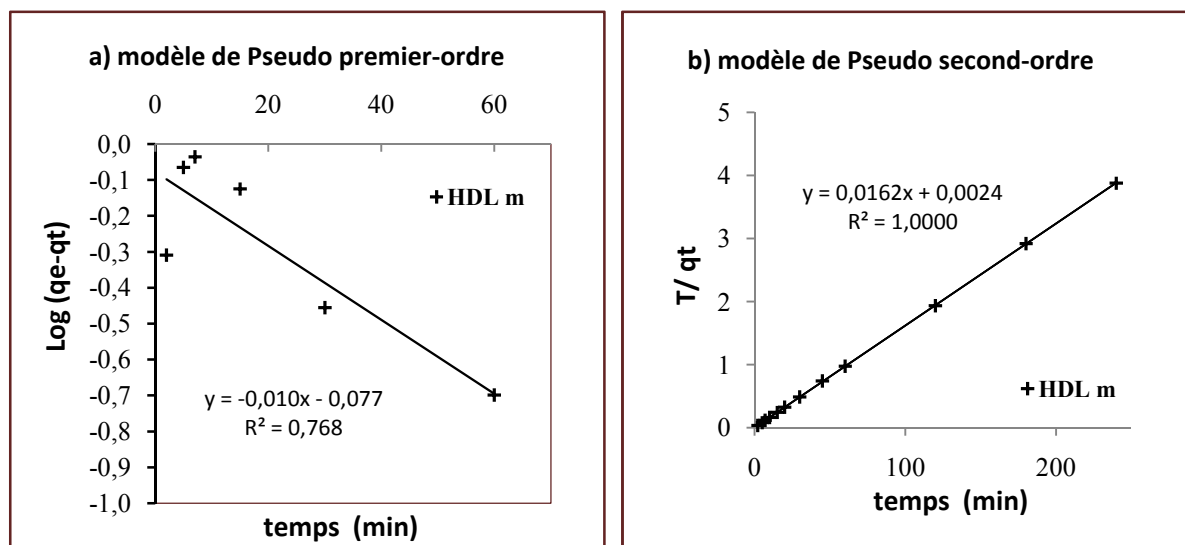 a) modèle de Pseudo premier-ordre
0 20 40 60
0,0
-0,1
-0,2
-0,3
-0,4
-0,5
-0,6
-0,7
-0,8
-0,9
-1,0
Log (qe-qt)
HDL m
y = -0,010x - 0,077
R² = 0,768
temps (min)
b) modèle de Pseudo second-ordre
5
4
3
2
1
0
T/ qt
y = 0,0162x + 0,0024
R² = 1,0000
HDL m
0 100 200
temps (min)